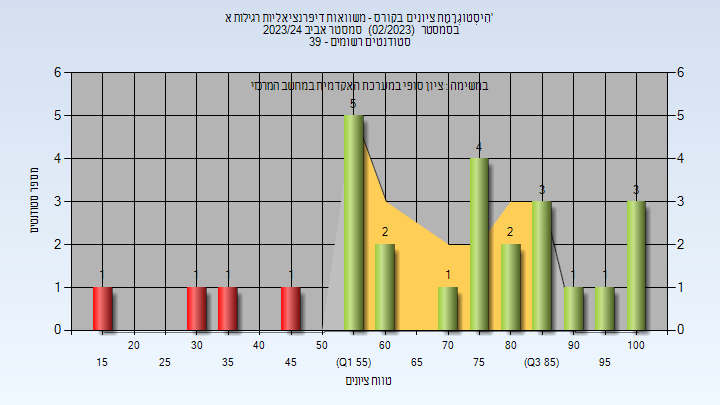 הִיסְטוֹגְרָמַת ציונים בקורס - משוואות דיפרנציאליות רגילות א'
בסמסטר (02/2023) סמסטר אביב 2023/24
סטודנטים רשומים - 39
במשימה : ציון סופי במערכת האקדמית במחשב המרכזי
מספר סטודנטים
6 5 4 3 2 1 0
1 1 1 1 5 2 1 4 2 3 1 1 3
6 5 4 3 2 1 0
20 30 40 50 60 70 80 90 100
15 25 35 45 (Q1 55) 65 75 (Q3 85) 95
טווח ציונים